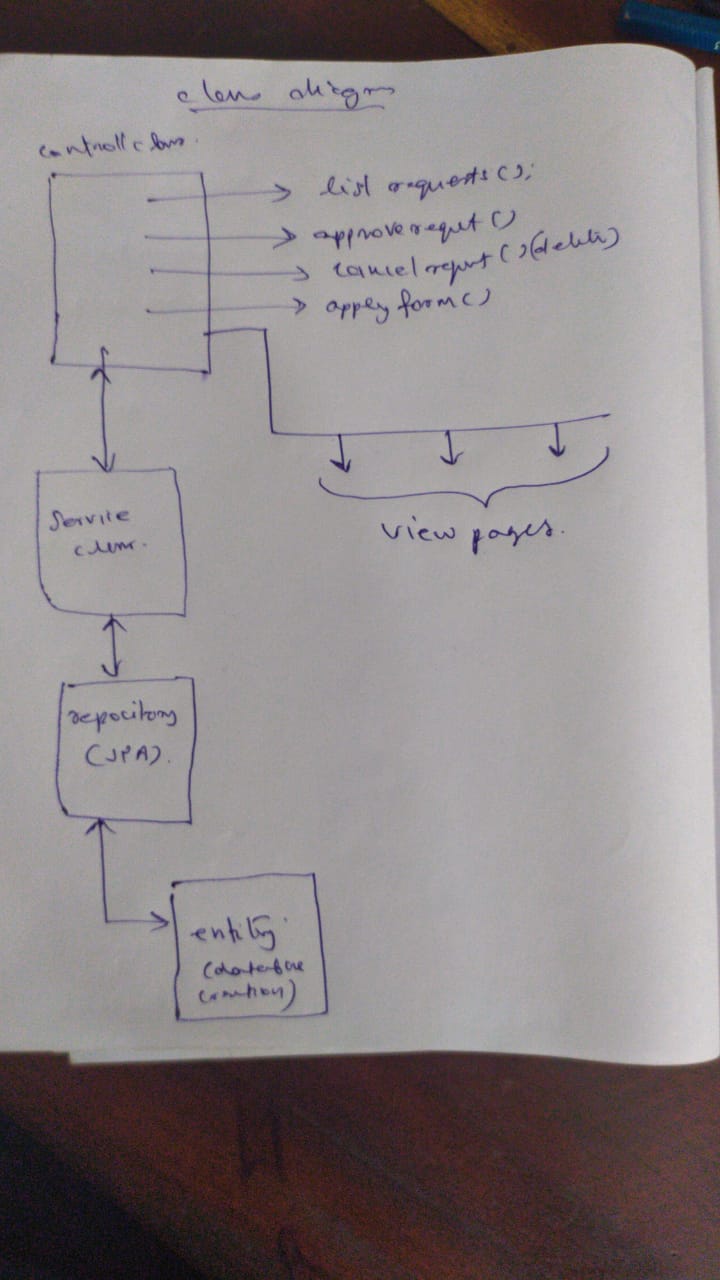 class diagram
controll class.
list requests();
approve request()
cancel request() (delete)
apply form()
view pages.
Service
class.
repository
(JPA).
entity
(database
creation)